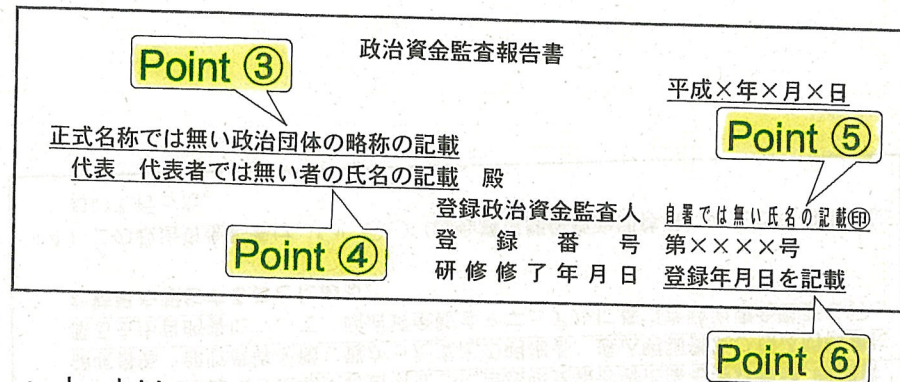 政治資金監査報告書
Point ③
平成×年×月×日
Point ⑤
正式名称では無い政治団体の略称の記載
代表 代表者では無い者の氏名の記載 殿
登録政治資金監査人 自署では無い氏名の記載㊞
Point ④
登録番号 第××××号
研修修了年月日 登録年月日を記載
Point ⑥